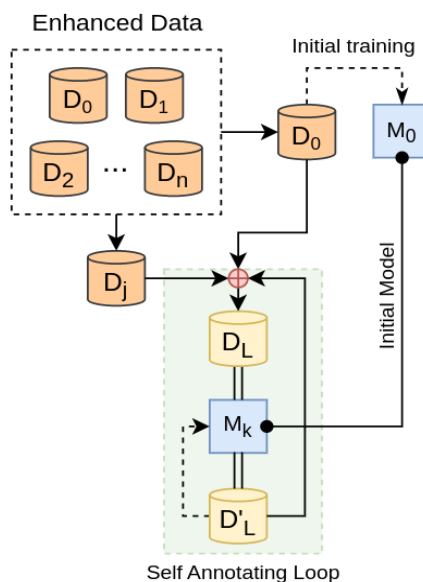 Enhanced Data
Initial training
D0
D1
D0
M0
D2
...
Dn
Dj
Initial Model
DL
Mk
D'L
Self Annotating Loop